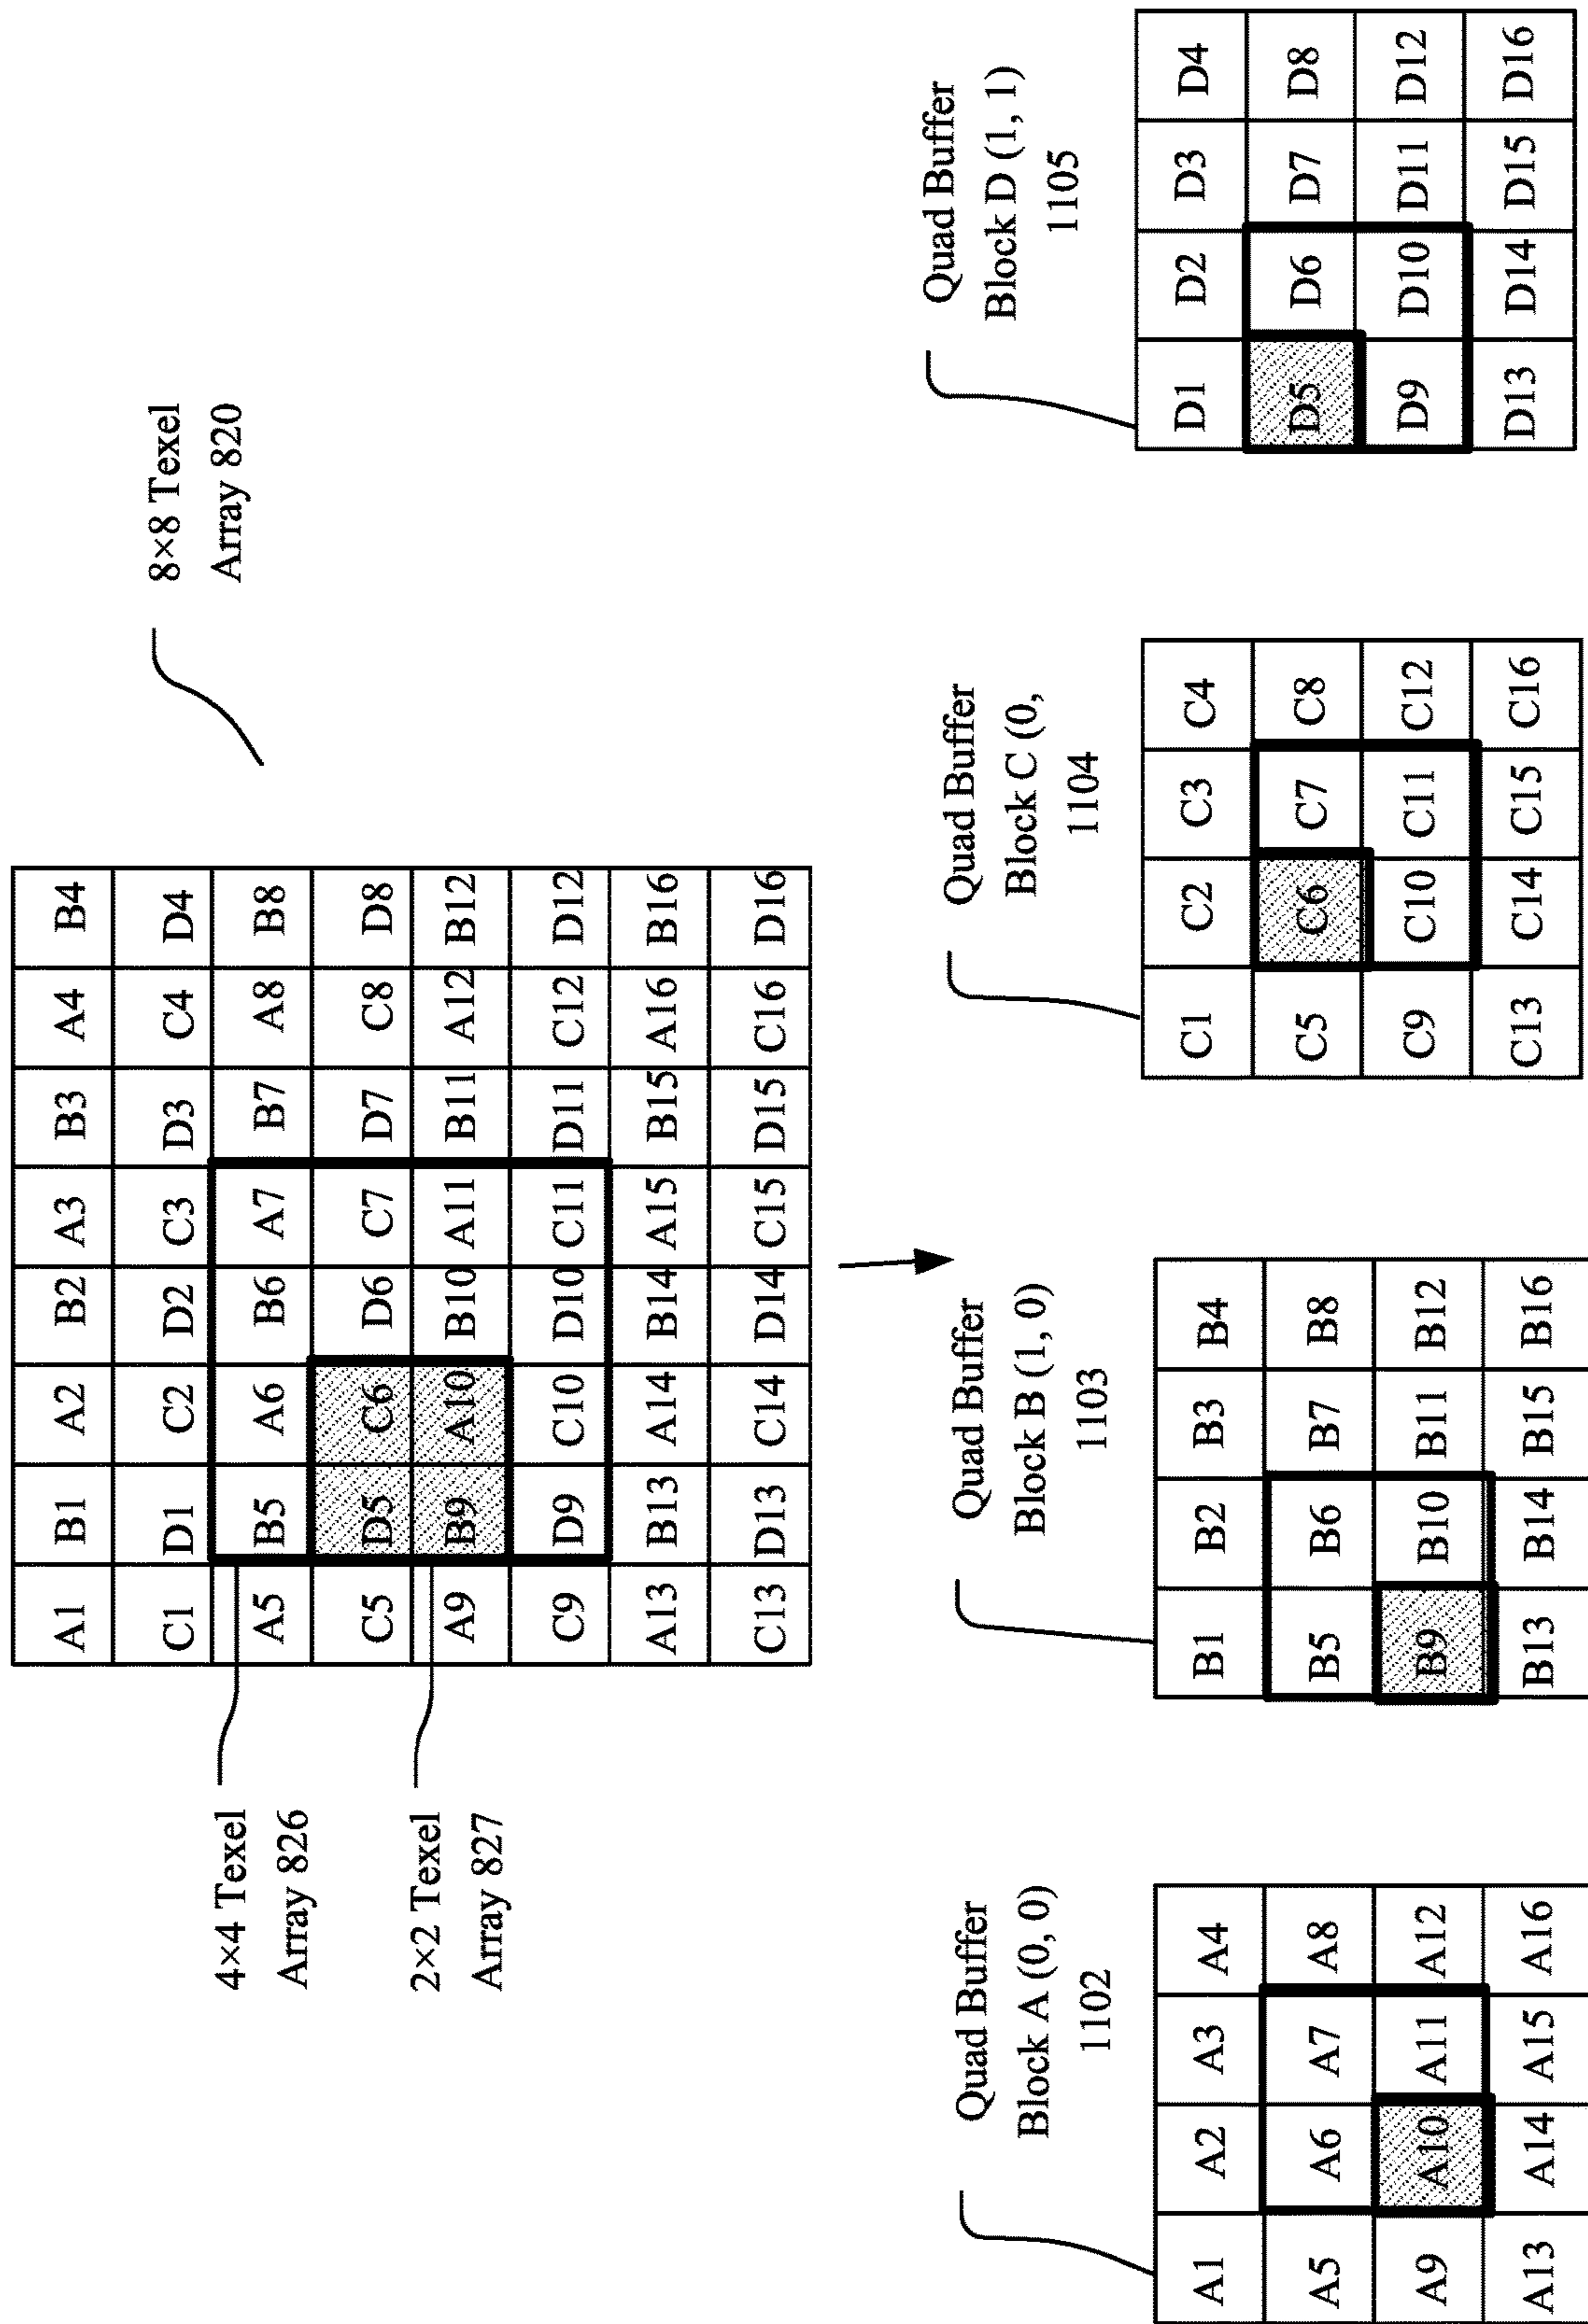 8×8 Texel
Array 820
A1 B1 A2 B2 A3 B3 A4 B4
C1 D1 C2 D2 C3 D3 C4 D4
A5 B5 A6 B6 A7 B7 A8 B8
C5 D5 C6 D6 C7 D7 C8 D8
A9 B9 A10 B10 A11 B11 A12 B12
C9 D9 C10 D10 C11 D11 C12 D12
A13 B13 A14 B14 A15 B15 A16 B16
C13 D13 C14 D14 C15 D15 C16 D16
4×4 Texel
Array 826
2×2 Texel
Array 827
Quad Buffer
Block A (0, 0)
1102
A1 A2 A3 A4
A5 A6 A7 A8
A9 A10 A11 A12
A13 A14 A15 A16
Quad Buffer
Block B (1, 0)
1103
B1 B2 B3 B4
B5 B6 B7 B8
B9 B10 B11 B12
B13 B14 B15 B16
Quad Buffer
Block C (0,
1104
C1 C2 C3 C4
C5 C6 C7 C8
C9 C10 C11 C12
C13 C14 C15 C16
Quad Buffer
Block D (1, 1)
1105
D1 D2 D3 D4
D5 D6 D7 D8
D9 D10 D11 D12
D13 D14 D15 D16